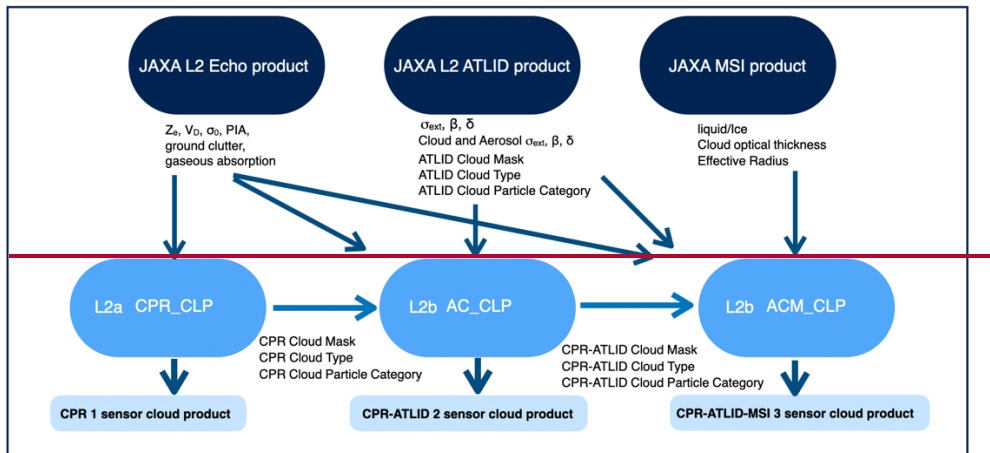 JAXA L2 Echo product
JAXA L2 ATLID product
JAXA MSI product
Zₑ, V_D, σ₀, PIA,
ground clutter,
gaseous absorption
σₑₓₜ, β, δ
Cloud and Aerosol σₑₓₜ, β, δ
ATLID Cloud Mask
ATLID Cloud Type
ATLID Cloud Particle Category
liquid/Ice
Cloud optical thickness
Effective Radius
L2a CPR_CLP
L2b AC_CLP
L2b ACM_CLP
CPR Cloud Mask
CPR Cloud Type
CPR Cloud Particle Category
CPR-ATLID Cloud Mask
CPR-ATLID Cloud Type
CPR-ATLID Cloud Particle Category
CPR 1 sensor cloud product
CPR-ATLID 2 sensor cloud product
CPR-ATLID-MSI 3 sensor cloud product